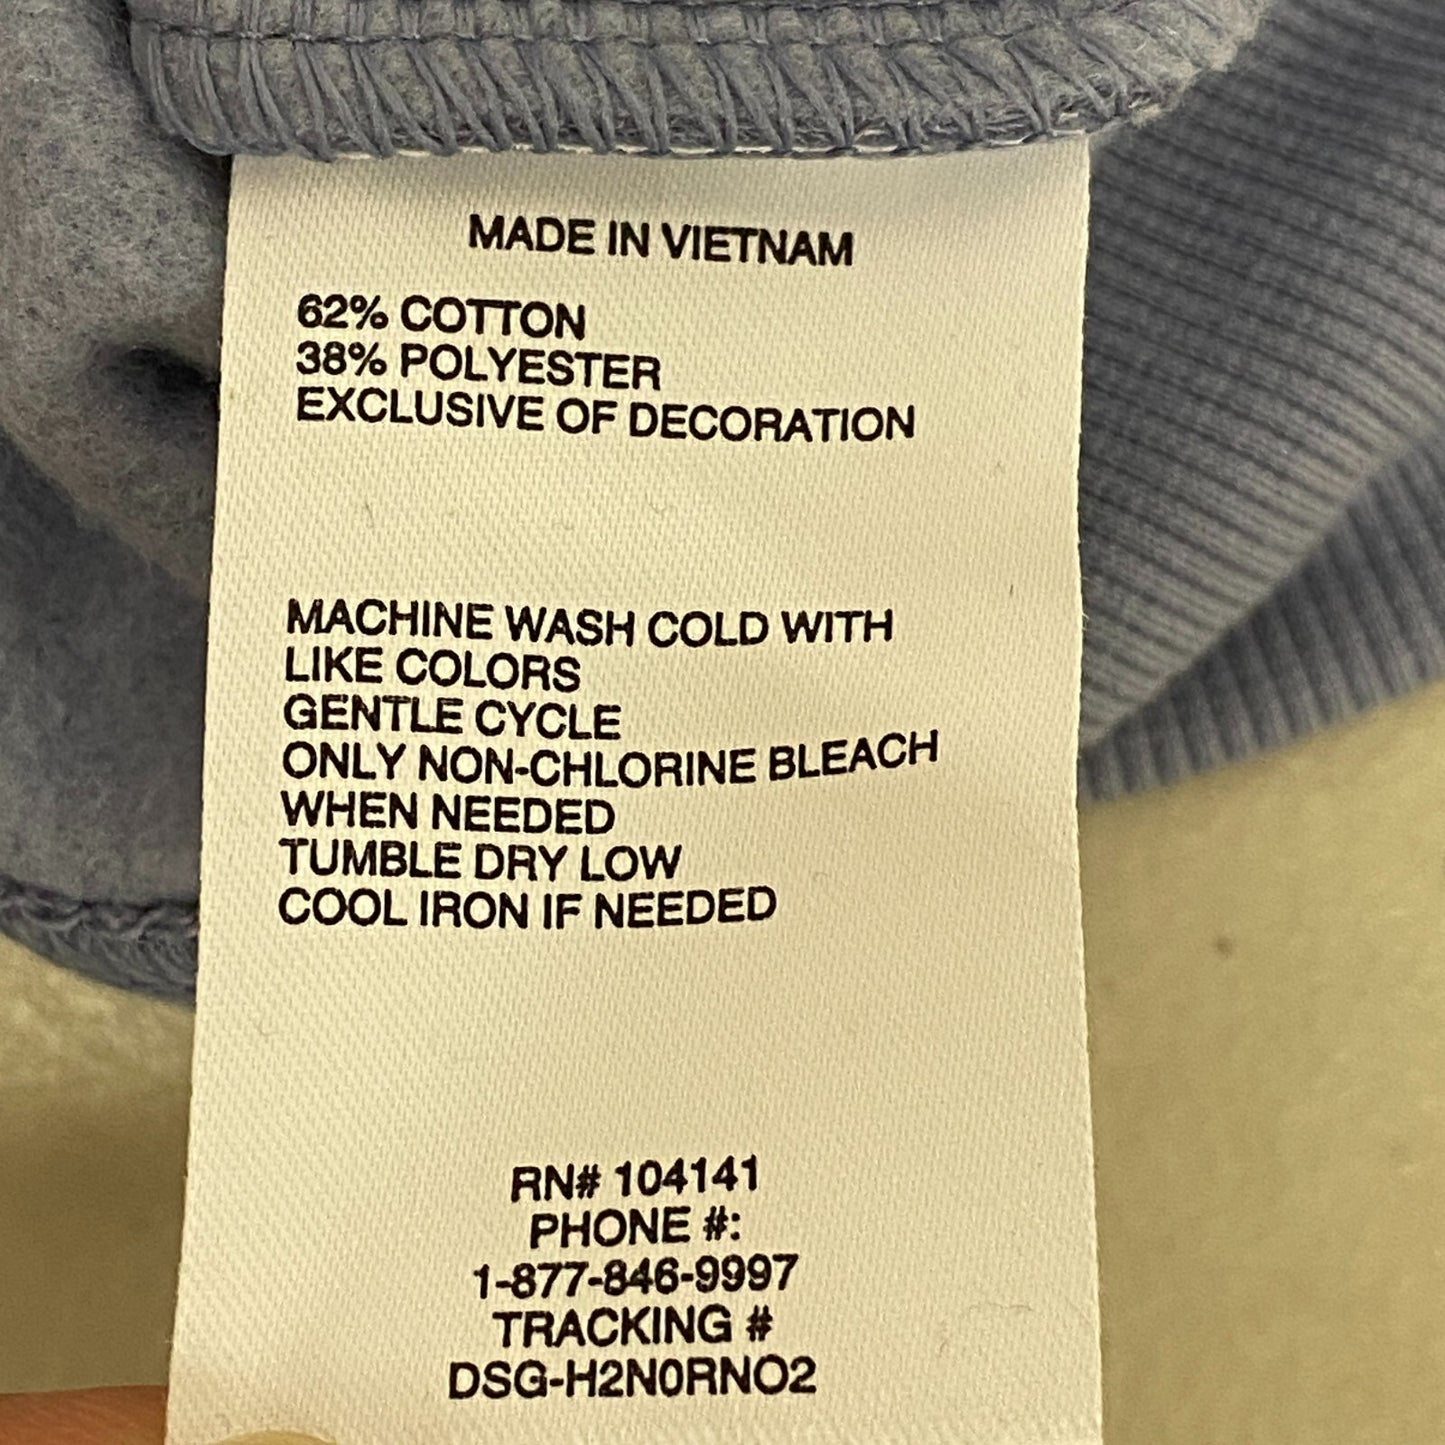 MADE IN VIETNAM
62% COTTON
38% POLYESTER
EXCLUSIVE OF DECORATION
MACHINE WASH COLD WITH
LIKE COLORS
GENTLE CYCLE
ONLY NON-CHLORINE BLEACH
WHEN NEEDED
TUMBLE DRY LOW
COOL IRON IF NEEDED
RN# 104141
PHONE #:
1-877-846-9997
TRACKING #
DSG-H2N0RNO2